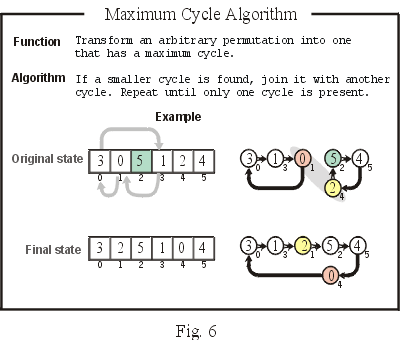 Maximum Cycle Algorithm
Function Transform an arbitrary permutation into one
that has a maximum cycle.
Algorithm If a smaller cycle is found, join it with another
cycle. Repeat until only one cycle is present.
Example
Original state 3 0 5 1 2 4 3 1 0 5 4
0 1 2 3 4 5 0 3 1 2 5
2
4
Final state 3 2 5 1 0 4 3 1 2 5 4
0 1 2 3 4 5 0 3 1 2 5
0
4
Fig. 6